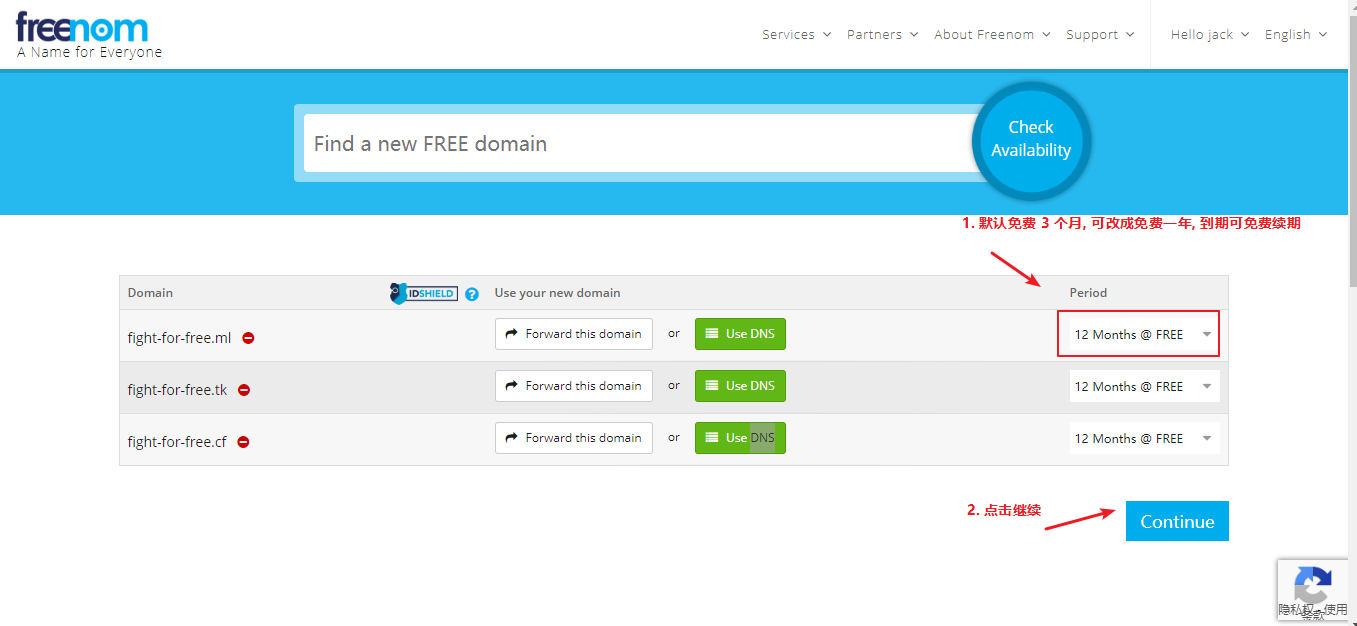 freenom
A Name for Everyone
Services Partners About Freenom Support Hello jack English
Find a new FREE domain
Check
Availability
1. 默认免费 3 个月, 可改成免费一年, 到期可免费续期
Domain IDSHIELD ? Use your new domain Period
fight-for-free.ml Forward this domain or Use DNS 12 Months @ FREE
fight-for-free.tk Forward this domain or Use DNS 12 Months @ FREE
fight-for-free.cf Forward this domain or Use DNS 12 Months @ FREE
2. 点击继续
Continue
隐私权 - 使用
条款